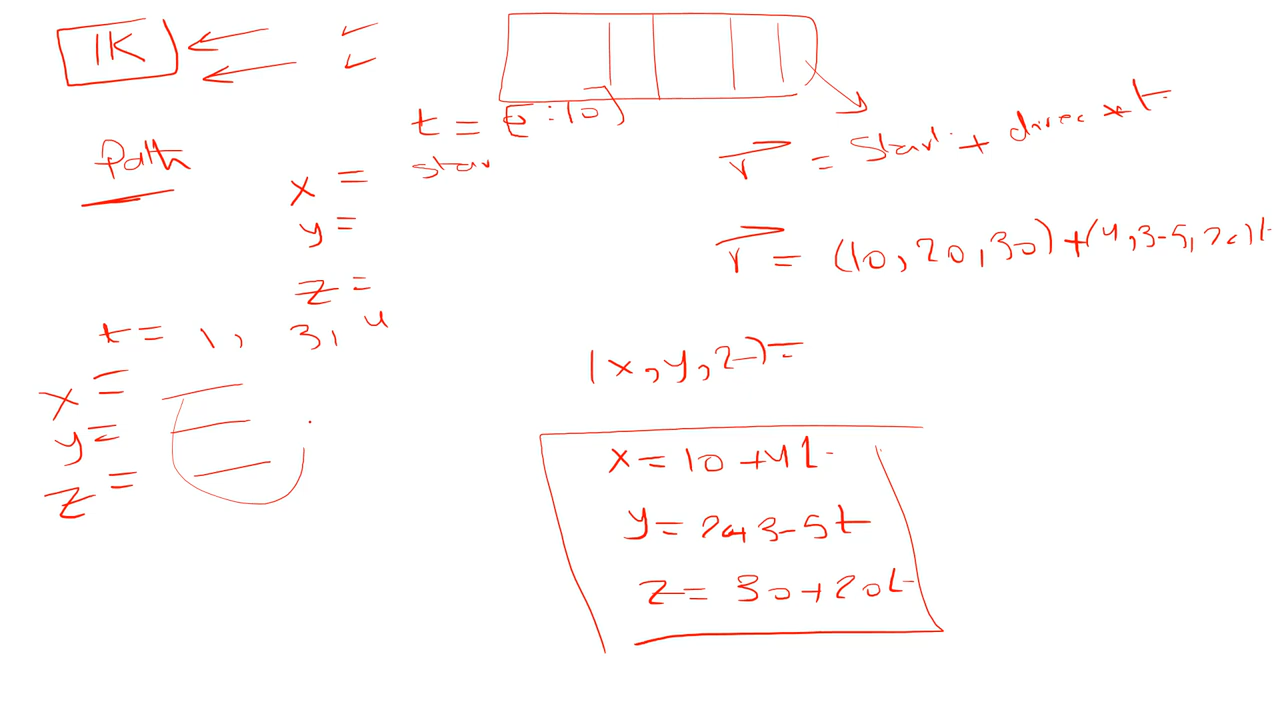 IK
t = [0:10)
star
Path
x =
y =
z =
t = 1, 3, 4
x =
y =
z =
r = Start + direc * t
r = (10, 20, 30) + (4, 3-5, 20)t
(x, y, z) =
x = 10 + 4t
y = 20+3-5t
z = 30+20t